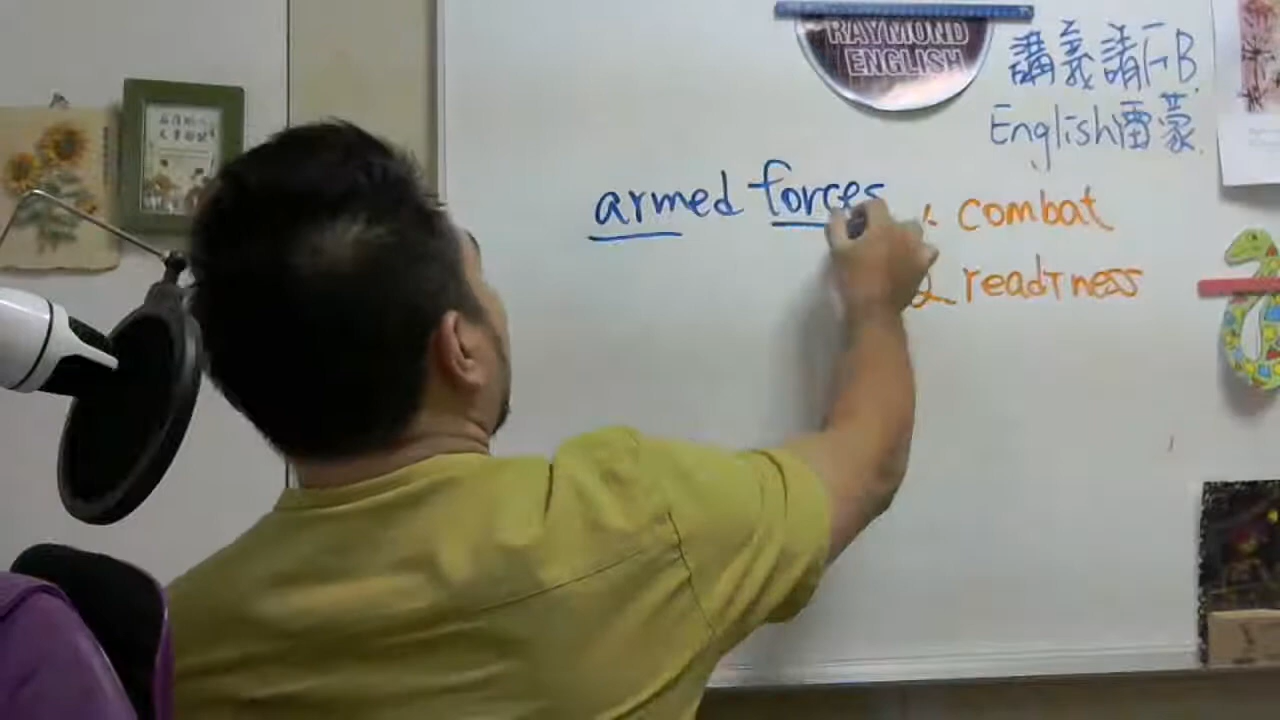 RAYMOND
ENGLISH
講義請FB
English雷蒙
armed forces
1. combat
2 readiness